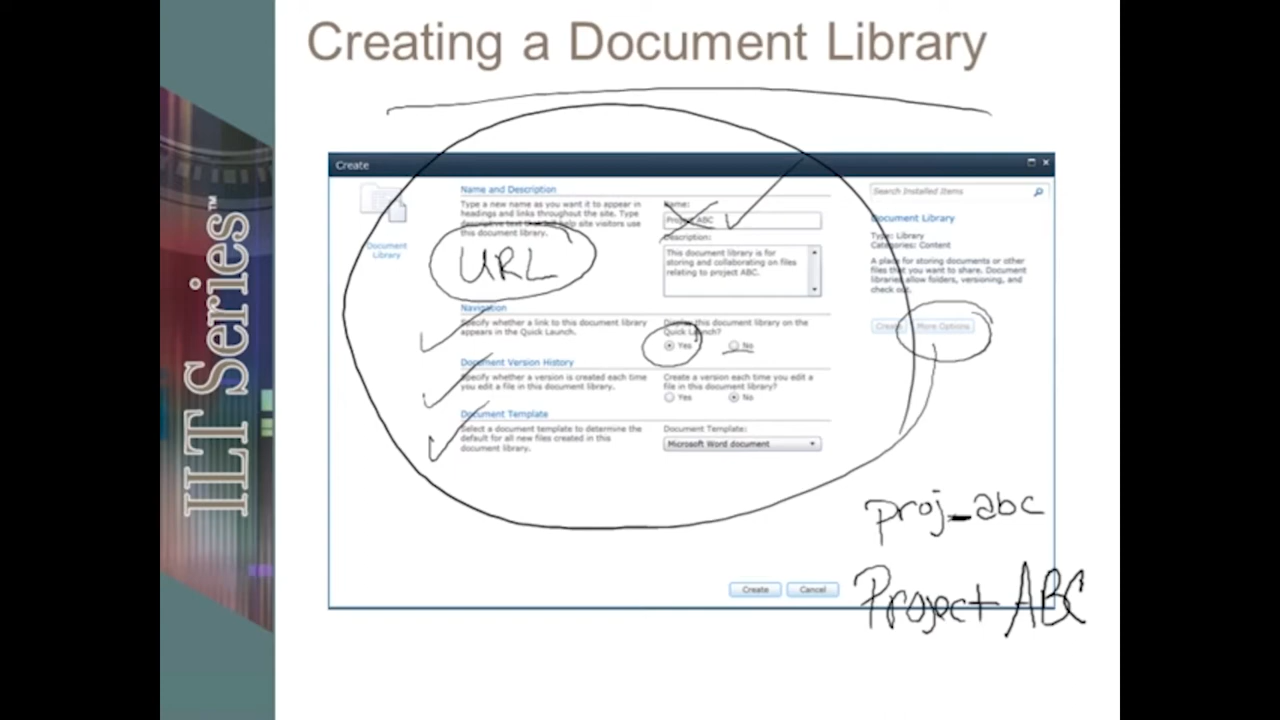 Creating a Document Library
ILT Series™
Create
Document
Library
Name and Description
Type a new name as you want it to appear in
headings and links throughout the site. Type
descriptive text that will help site visitors use
this document library.
URL
Navigation
Specify whether a link to this document library
appears in the Quick Launch.
Document Version History
Specify whether a version is created each time
you edit a file in this document library.
Document Template
Select a document template to determine the
default for all new files created in this
document library.
Name:
Project ABC
Description:
This document library is for
storing and collaborating on files
relating to project ABC.
Display this document library on the
Quick Launch?
Yes No
Create a version each time you edit a
file in this document library?
Yes No
Document Template:
Microsoft Word document
Search Installed Items
Document Library
Type: Library
Categories: Content
A place for storing documents or other
files that you want to share. Document
libraries allow folders, versioning, and
check out.
Create More Options
proj_abc
Project ABC
Create Cancel